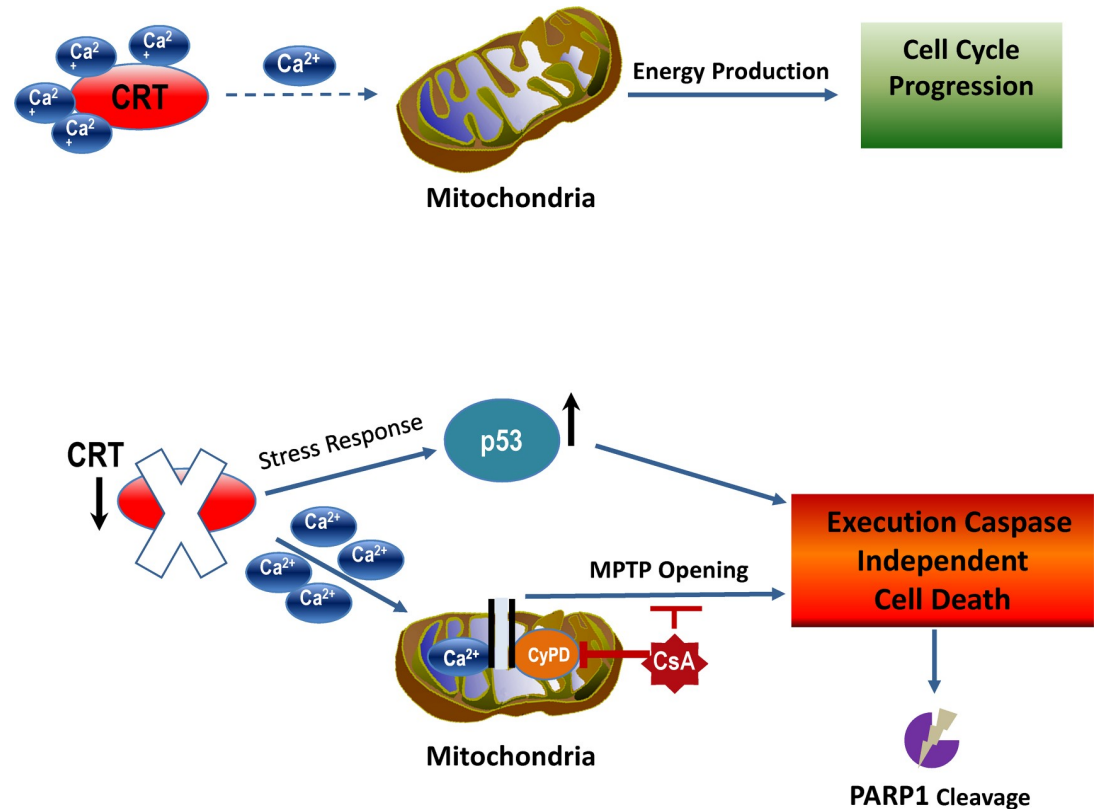 Ca2
+
Ca2
+
Ca2
+
Ca2
+
CRT
Ca2+
Mitochondria
Energy Production
Cell Cycle
Progression
CRT
Stress Response
p53
Ca2+
Ca2+
Ca2+
Ca2+
MPTP Opening
Execution Caspase
Independent
Cell Death
Ca2+
CyPD
CsA
Mitochondria
PARP1 Cleavage